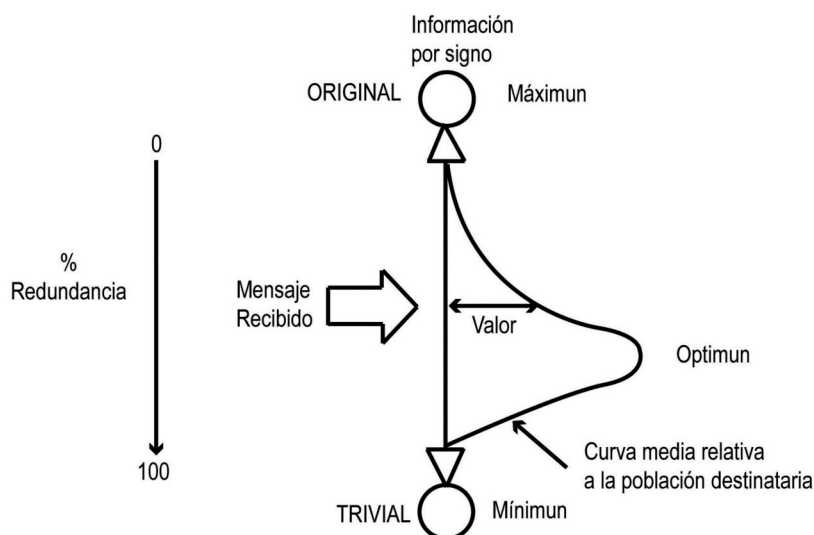 Información
por signo
ORIGINAL
Máximun
0
%
Redundancia
Mensaje
Recibido
Valor
Optimun
Curva media relativa
a la población destinataria
100
TRIVIAL
Mínimun